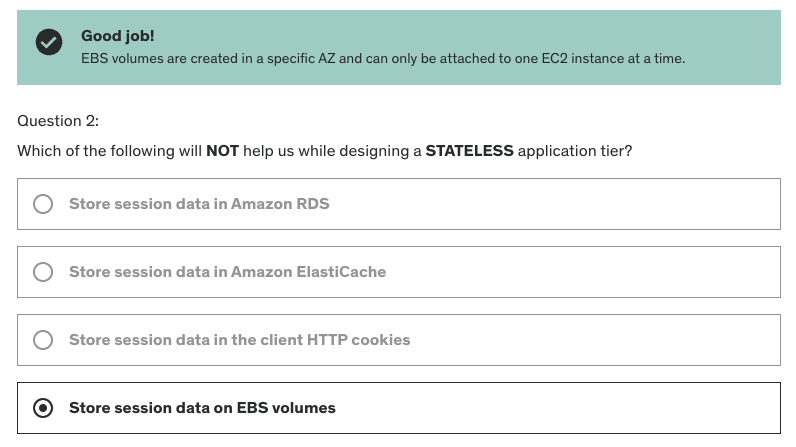 Good job!
EBS volumes are created in a specific AZ and can only be attached to one EC2 instance at a time.
Question 2:
Which of the following will NOT help us while designing a STATELESS application tier?
Store session data in Amazon RDS
Store session data in Amazon ElastiCache
Store session data in the client HTTP cookies
Store session data on EBS volumes